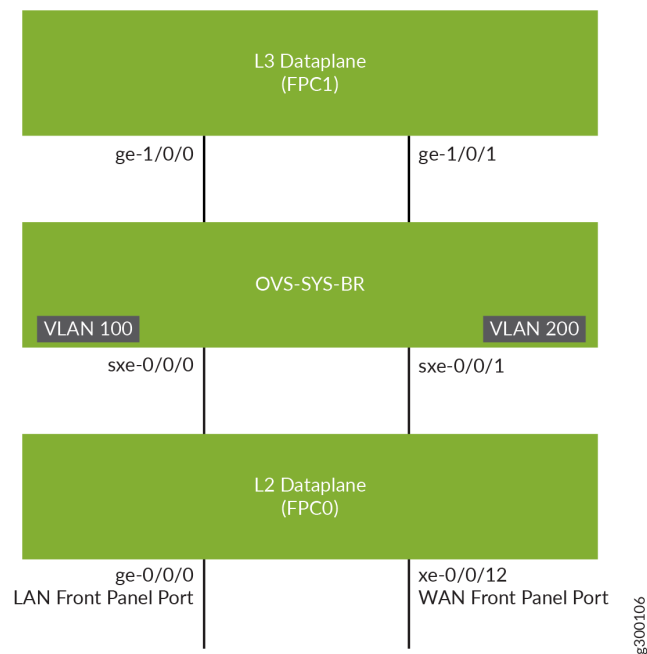 L3 Dataplane
(FPC1)
ge-1/0/0
ge-1/0/1
OVS-SYS-BR
VLAN 100
VLAN 200
sxe-0/0/0
sxe-0/0/1
L2 Dataplane
(FPC0)
ge-0/0/0
LAN Front Panel Port
xe-0/0/12
WAN Front Panel Port
g300106